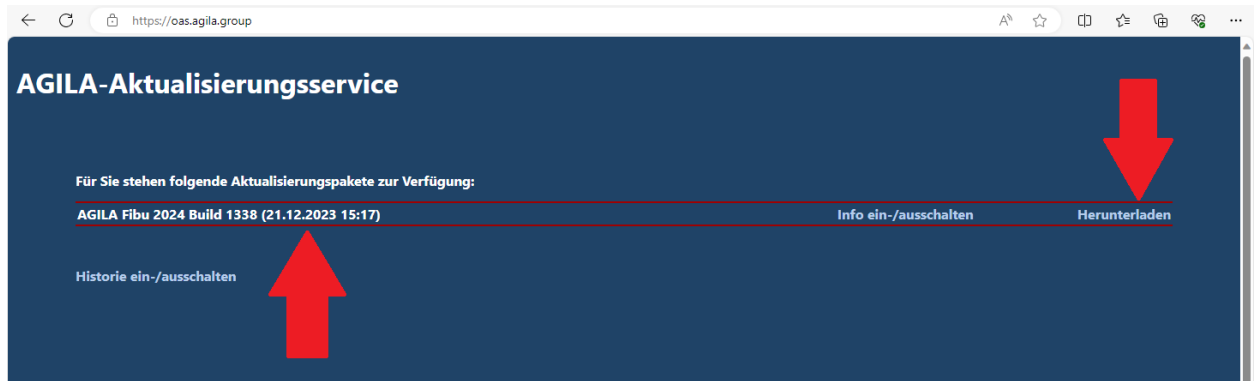 https://oas.agila.group
AGILA-Aktualisierungsservice
Für Sie stehen folgende Aktualisierungspakete zur Verfügung:
AGILA Fibu 2024 Build 1338 (21.12.2023 15:17) Info ein-/ausschalten Herunterladen
Historie ein-/ausschalten